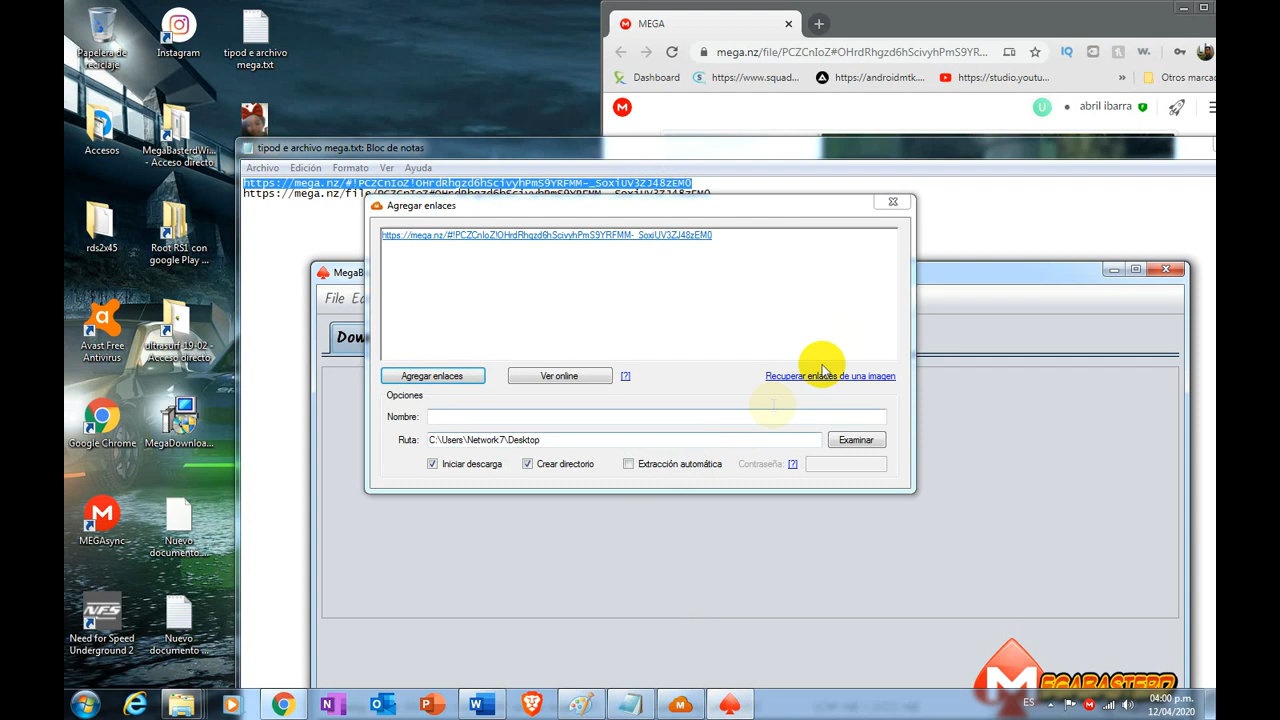 Papelera de reciclaje
Instagram
tipod e archivo mega.txt
Accesos
MegaBasterdWi... - Acceso directo
rds2x45
Root RS1 con google Play ...
Avast Free Antivirus
ultrasurf-19-02 - Acceso directo
Google Chrome
MegaDownloa...
MEGAsync
Nuevo documento....
Need for Speed Underground 2
Nuevo documento....
MEGA
mega.nz/file/PCZCnIoZ#OHrdRhgzd6hScivyhPmS9YR...
IQ
W.
Dashboard
https://www.squad...
https://androidmtk....
https://studio.youtu...
»
Otros marcad
M
U
abril ibarra
tipod e archivo mega.txt: Bloc de notas
Archivo Edición Formato Ver Ayuda
https://mega.nz/#!PCZCnIoZ!OHrdRhgzd6hScivyhPmS9YRFMM-_SoxiUV3ZJ48zEM0
Agregar enlaces
https://mega.nz/#!PCZCnIoZ!OHrdRhgzd6hScivyhPmS9YRFMM-_SoxiUV3ZJ48zEM0
Agregar enlaces
Ver online
[?]
Recuperar enlaces de una imagen
Opciones
Nombre:
Ruta: C:\Users\Network7\Desktop
Examinar
Iniciar descarga
Crear directorio
Extracción automática
Contraseña: [?]
MegaB
File Ed
Dow
MEGABASTERD
ES
04:00 p.m.
12/04/2020